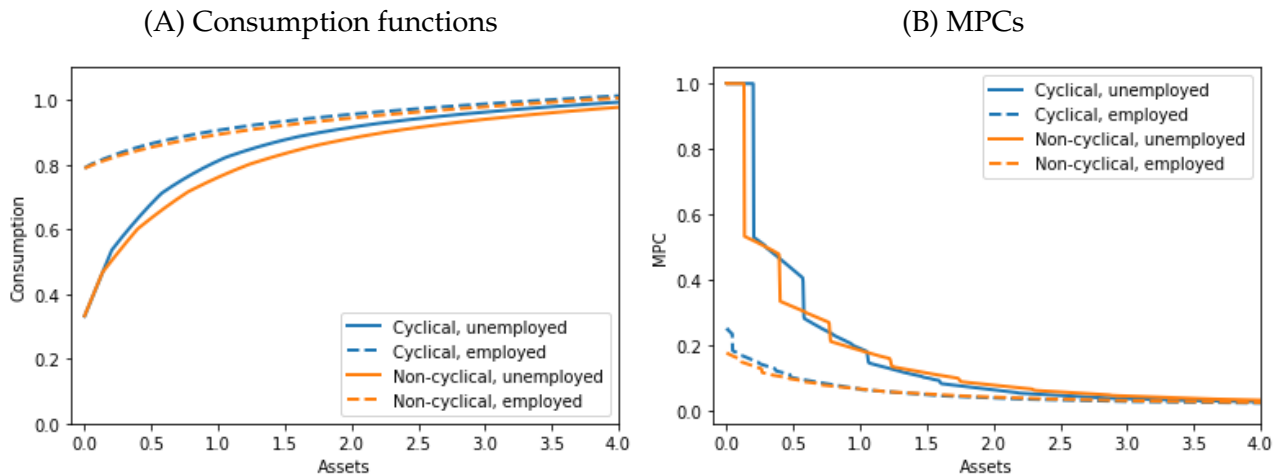 (A) Consumption functions
Consumption
1.0
0.8
0.6
0.4
0.2
0.0
0.0 0.5 1.0 1.5 2.0 2.5 3.0 3.5 4.0
Assets
Cyclical, unemployed
Cyclical, employed
Non-cyclical, unemployed
Non-cyclical, employed
(B) MPCs
MPC
1.0
0.8
0.6
0.4
0.2
0.0
0.0 0.5 1.0 1.5 2.0 2.5 3.0 3.5 4.0
Assets
Cyclical, unemployed
Cyclical, employed
Non-cyclical, unemployed
Non-cyclical, employed